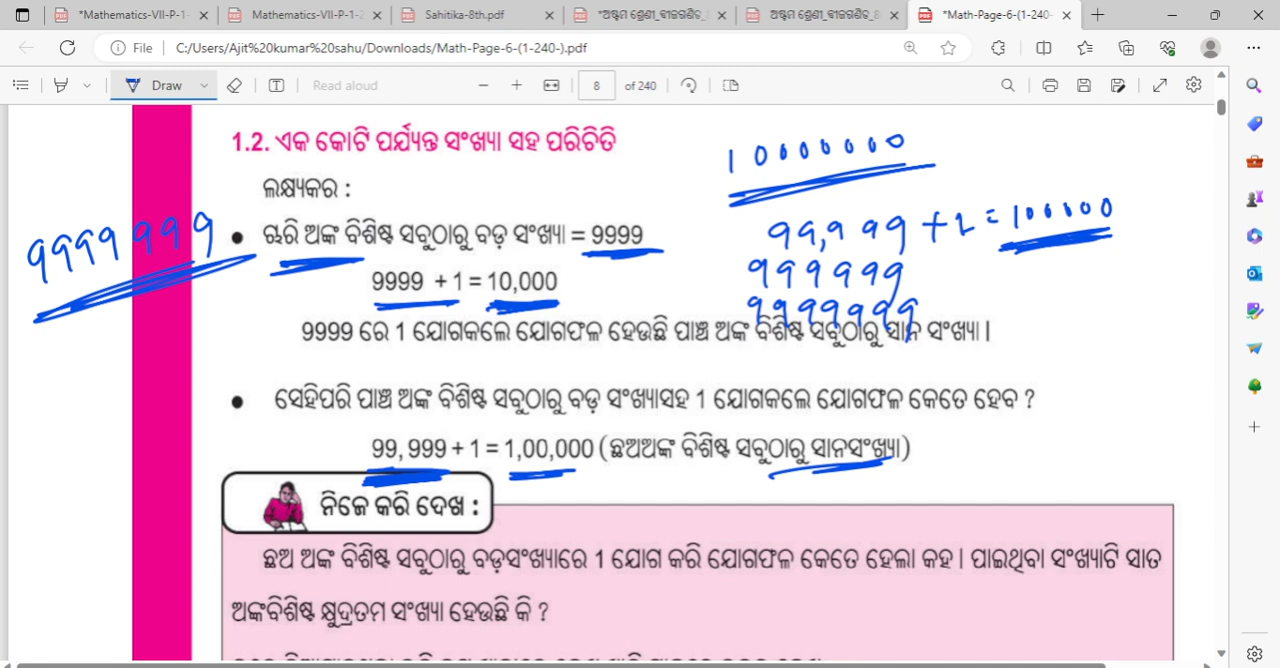 *Mathematics-VII-P-1-
Mathematics-VII-P-1-2
Sahitika-8th.pdf
*ଅଷ୍ଟମ ଶ୍ରେଣୀ_ବୀଜଗଣିତ_8
ଅଷ୍ଟମ ଶ୍ରେଣୀ_ବୀଜଗଣିତ_8
*Math-Page-6-(1-240-
File
C:/Users/Ajit%20kumar%20sahu/Downloads/Math-Page-6-(1-240-).pdf
Draw
Read aloud
8
of 240
1.2. ଏକ କୋଟି ପର୍ଯ୍ୟନ୍ତ ସଂଖ୍ୟା ସହ ପରିଚିତି
10000000
ଲକ୍ଷ୍ୟକର :
9999999
• ଚାରି ଅଙ୍କ ବିଶିଷ୍ଟ ସବୁଠାରୁ ବଡ଼ ସଂଖ୍ୟା = 9999
99,999 + 1 = 100000
9999 + 1 = 10,000
999999
9999999
9999 ରେ 1 ଯୋଗକଲେ ଯୋଗଫଳ ହେଉଛି ପାଞ୍ଚ ଅଙ୍କ ବିଶିଷ୍ଟ ସବୁଠାରୁ ସାନ ସଂଖ୍ୟା ।
• ସେହିପରି ପାଞ୍ଚ ଅଙ୍କ ବିଶିଷ୍ଟ ସବୁଠାରୁ ବଡ଼ ସଂଖ୍ୟାସହ 1 ଯୋଗକଲେ ଯୋଗଫଳ କେତେ ହେବ ?
99,999 + 1 = 1,00,000 (ଛଅଅଙ୍କ ବିଶିଷ୍ଟ ସବୁଠାରୁ ସାନସଂଖ୍ୟା)
ନିଜେ କରି ଦେଖ :
ଛଅ ଅଙ୍କ ବିଶିଷ୍ଟ ସବୁଠାରୁ ବଡ଼ସଂଖ୍ୟାରେ 1 ଯୋଗ କରି ଯୋଗଫଳ କେତେ ହେଲା କହ । ପାଇଥିବା ସଂଖ୍ୟାଟି ସାତ
ଅଙ୍କବିଶିଷ୍ଟ କ୍ଷୁଦ୍ରତମ ସଂଖ୍ୟା ହେଉଛି କି ?